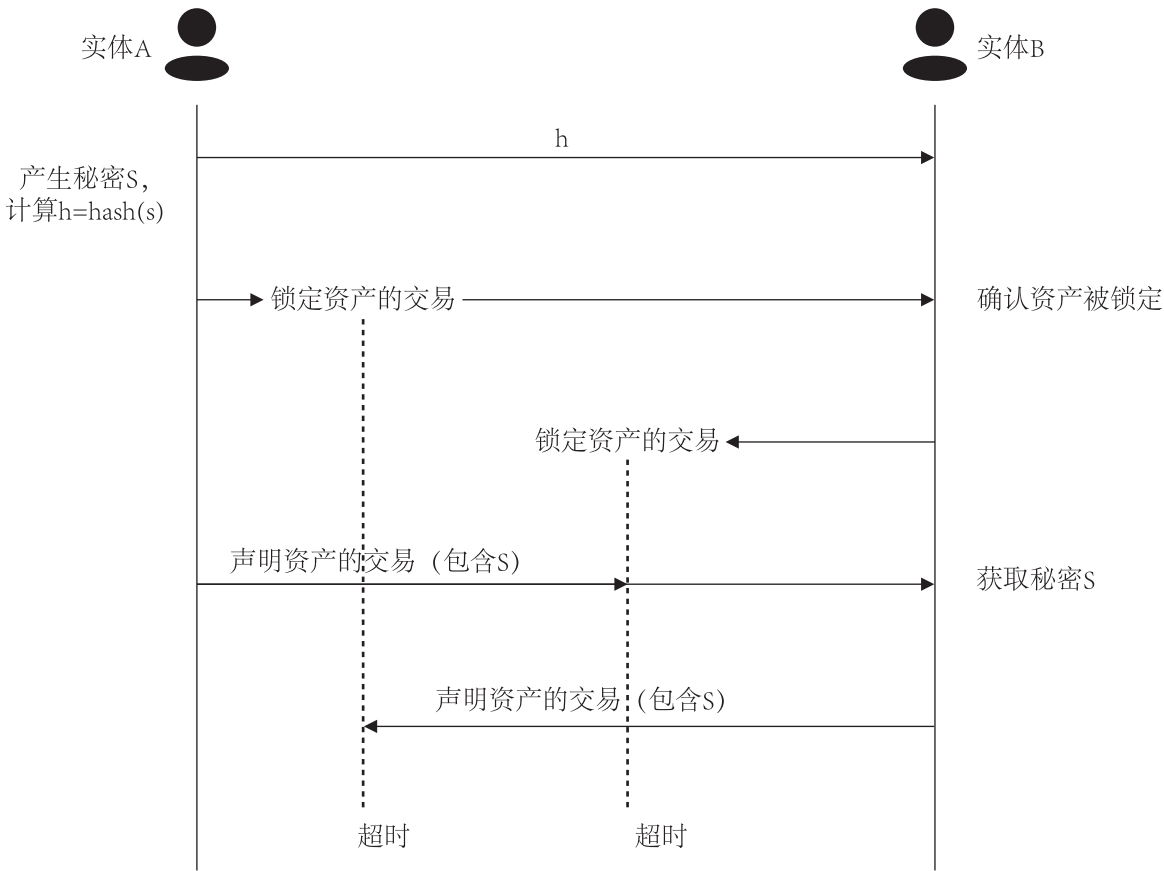 实体A
实体B
h
产生秘密S，
计算h=hash(s)
锁定资产的交易
确认资产被锁定
锁定资产的交易
声明资产的交易（包含S）
获取秘密S
声明资产的交易（包含S）
超时
超时